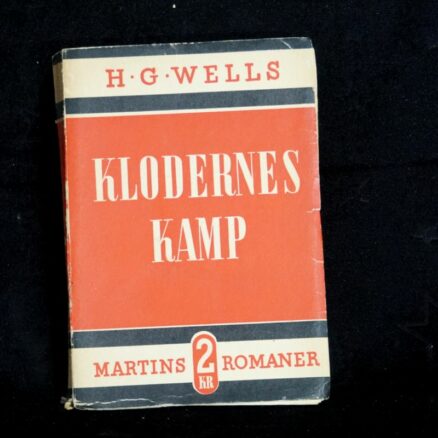 H·G·WELLS
KLODERNES
KAMP
MARTINS 2 KR ROMANER